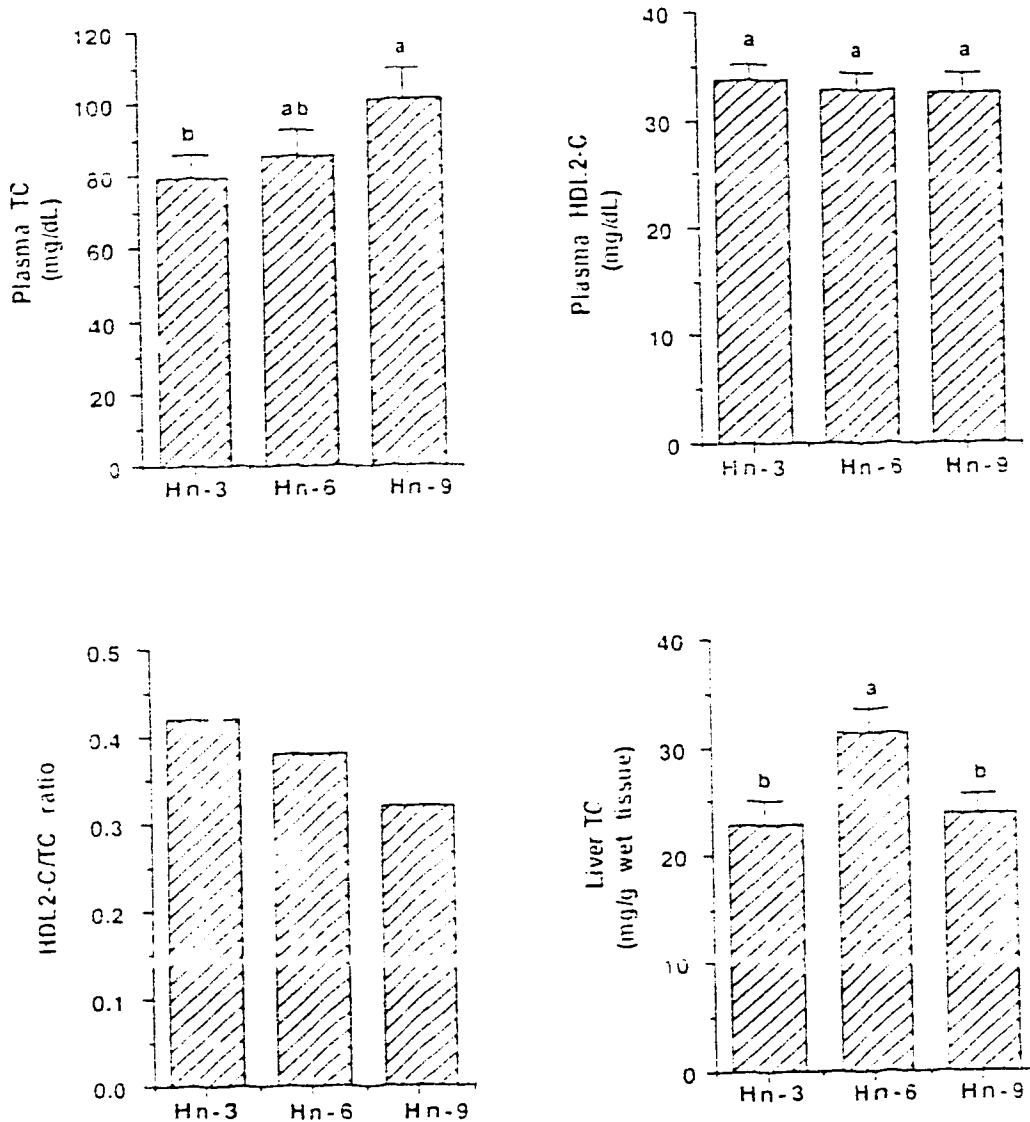 120
100
80
60
40
20
0
Plasma TC
(mg/dL)
b
ab
a
Hn-3 Hn-6 Hn-9
40
30
20
10
0
Plasma HDL2-C
(mg/dL)
a
a
a
Hn-3 Hn-6 Hn-9
0.5
0.4
0.3
0.2
0.1
0.0
HDL2-C/TC ratio
Hn-3 Hn-6 Hn-9
40
30
20
10
0
Liver TC
(mg/g wet tissue)
b
a
b
Hn-3 Hn-6 Hn-9